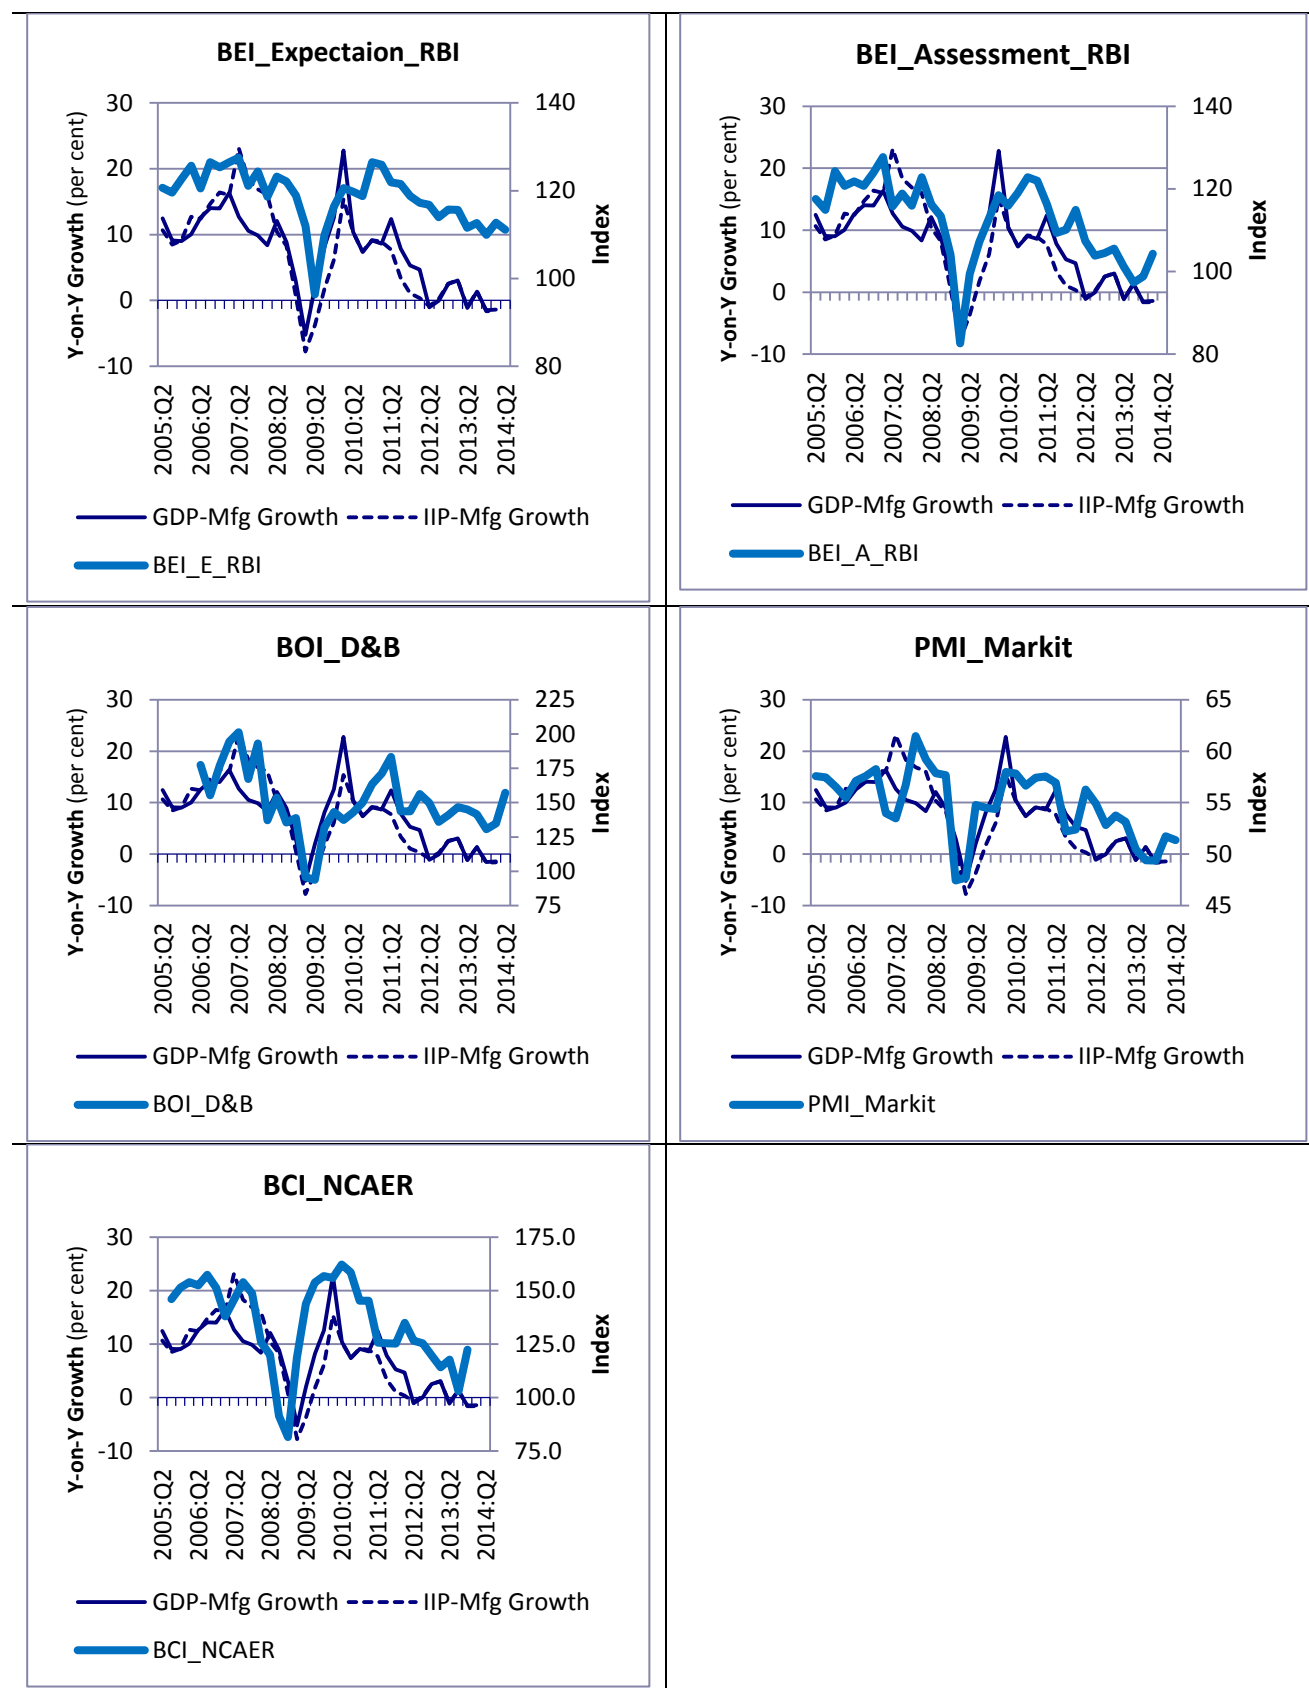 BEI_Expectaion_RBI
Y-on-Y Growth (per cent)
30
20
10
0
-10
140
120
100
80
Index
2005:Q2
2006:Q2
2007:Q2
2008:Q2
2009:Q2
2010:Q2
2011:Q2
2012:Q2
2013:Q2
2014:Q2
GDP-Mfg Growth IIP-Mfg Growth
BEI_E_RBI
BEI_Assessment_RBI
Y-on-Y Growth (per cent)
30
20
10
0
-10
140
120
100
80
Index
2005:Q2
2006:Q2
2007:Q2
2008:Q2
2009:Q2
2010:Q2
2011:Q2
2012:Q2
2013:Q2
2014:Q2
GDP-Mfg Growth IIP-Mfg Growth
BEI_A_RBI
BOI_D&B
Y-on-Y Growth (per cent)
30
20
10
0
-10
225
200
175
150
125
100
75
Index
2005:Q2
2006:Q2
2007:Q2
2008:Q2
2009:Q2
2010:Q2
2011:Q2
2012:Q2
2013:Q2
2014:Q2
GDP-Mfg Growth IIP-Mfg Growth
BOI_D&B
PMI_Markit
Y-on-Y Growth (per cent)
30
20
10
0
-10
65
60
55
50
45
Index
2005:Q2
2006:Q2
2007:Q2
2008:Q2
2009:Q2
2010:Q2
2011:Q2
2012:Q2
2013:Q2
2014:Q2
GDP-Mfg Growth IIP-Mfg Growth
PMI_Markit
BCI_NCAER
Y-on-Y Growth (per cent)
30
20
10
0
-10
175.0
150.0
125.0
100.0
75.0
Index
2005:Q2
2006:Q2
2007:Q2
2008:Q2
2009:Q2
2010:Q2
2011:Q2
2012:Q2
2013:Q2
2014:Q2
GDP-Mfg Growth IIP-Mfg Growth
BCI_NCAER